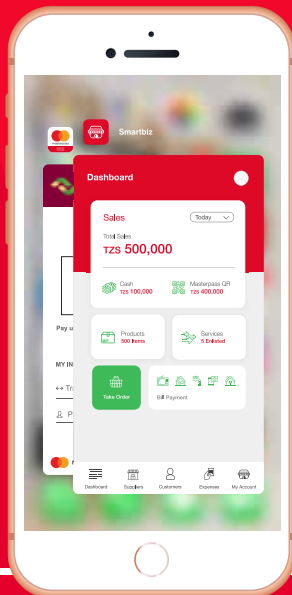 Smartbiz
Dashboard
Sales
Today
Total Sales
TZS 500,000
Cash
TZS 100,000
Masterpass QR
TZS 400,000
Pay u
Products
500 Items
Services
5 Enlisted
MY IN
Tra
P
Take Order
Bill Payment
Dashboard
Suppliers
Customers
Expenses
My Account